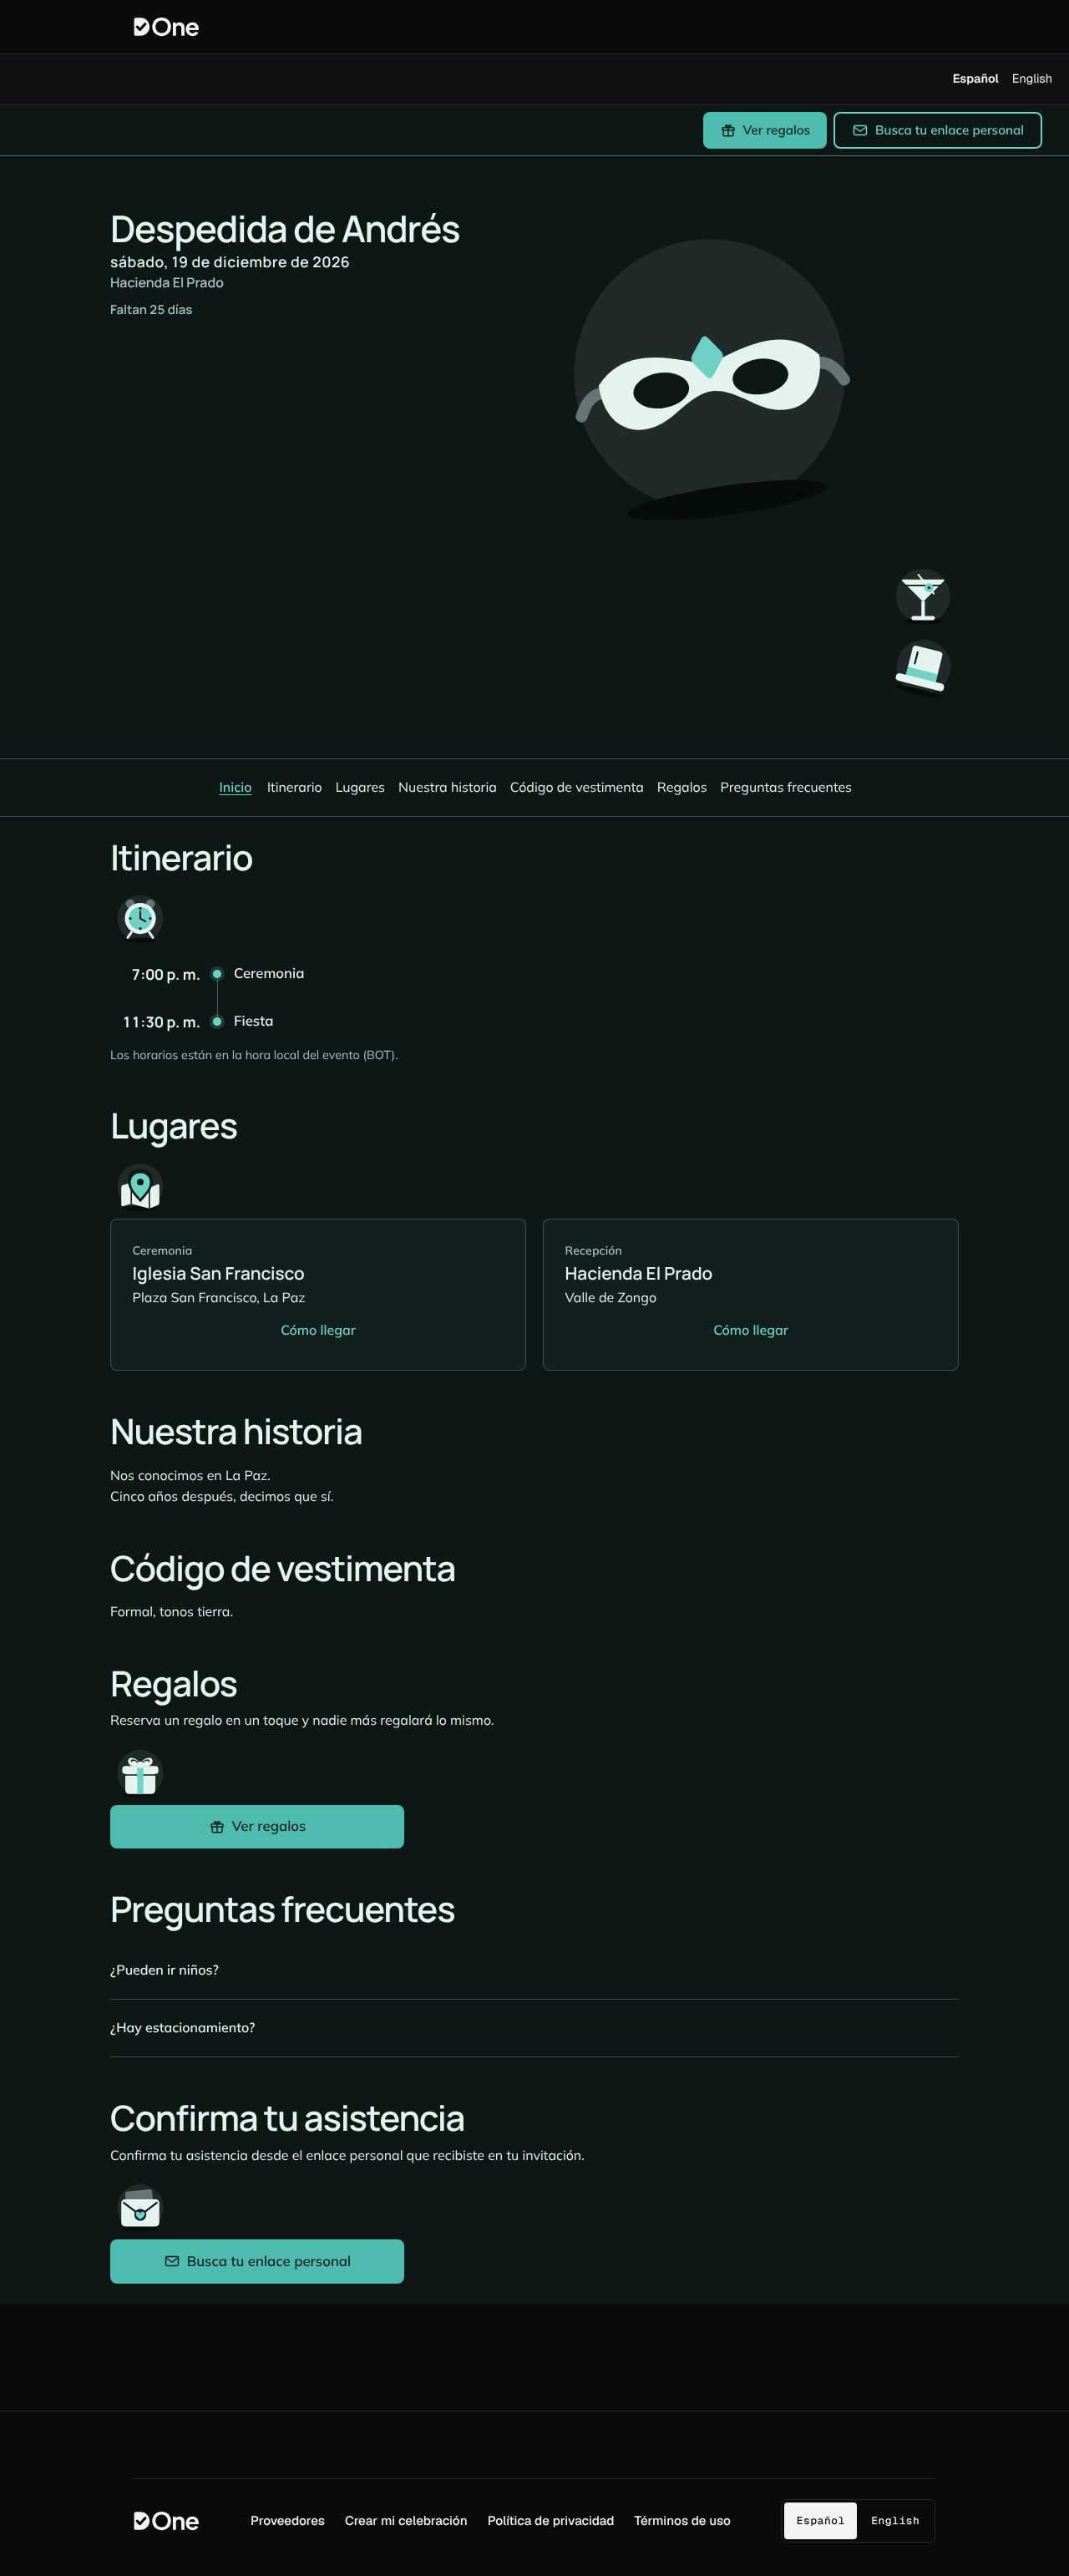 One
Español English
Ver regalos Busca tu enlace personal
Despedida de Andrés
sábado, 19 de diciembre de 2026
Hacienda El Prado
Faltan 25 días
Inicio Itinerario Lugares Nuestra historia Código de vestimenta Regalos Preguntas frecuentes
Itinerario
7:00 p. m. Ceremonia
11:30 p. m. Fiesta
Los horarios están en la hora local del evento (BOT).
Lugares
Ceremonia
Iglesia San Francisco
Plaza San Francisco, La Paz
Cómo llegar
Recepción
Hacienda El Prado
Valle de Zongo
Cómo llegar
Nuestra historia
Nos conocimos en La Paz.
Cinco años después, decimos que sí.
Código de vestimenta
Formal, tonos tierra.
Regalos
Reserva un regalo en un toque y nadie más regalará lo mismo.
Ver regalos
Preguntas frecuentes
¿Pueden ir niños?
¿Hay estacionamiento?
Confirma tu asistencia
Confirma tu asistencia desde el enlace personal que recibiste en tu invitación.
Busca tu enlace personal
One Proveedores Crear mi celebración Política de privacidad Términos de uso Español English